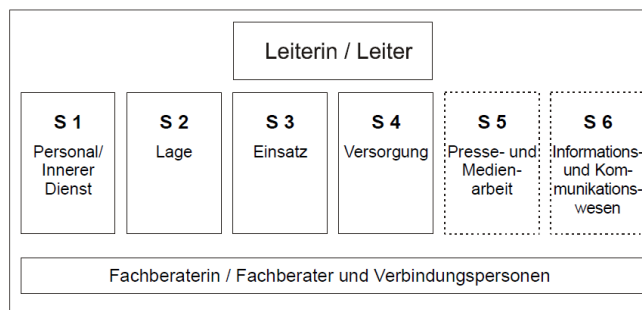 Leiterin / Leiter
S 1
Personal/
Innerer
Dienst
S 2
Lage
S 3
Einsatz
S 4
Versorgung
S 5
Presse- und
Medien-
arbeit
S 6
Informations-
und Kom-
munikations-
wesen
Fachberaterin / Fachberater und Verbindungspersonen